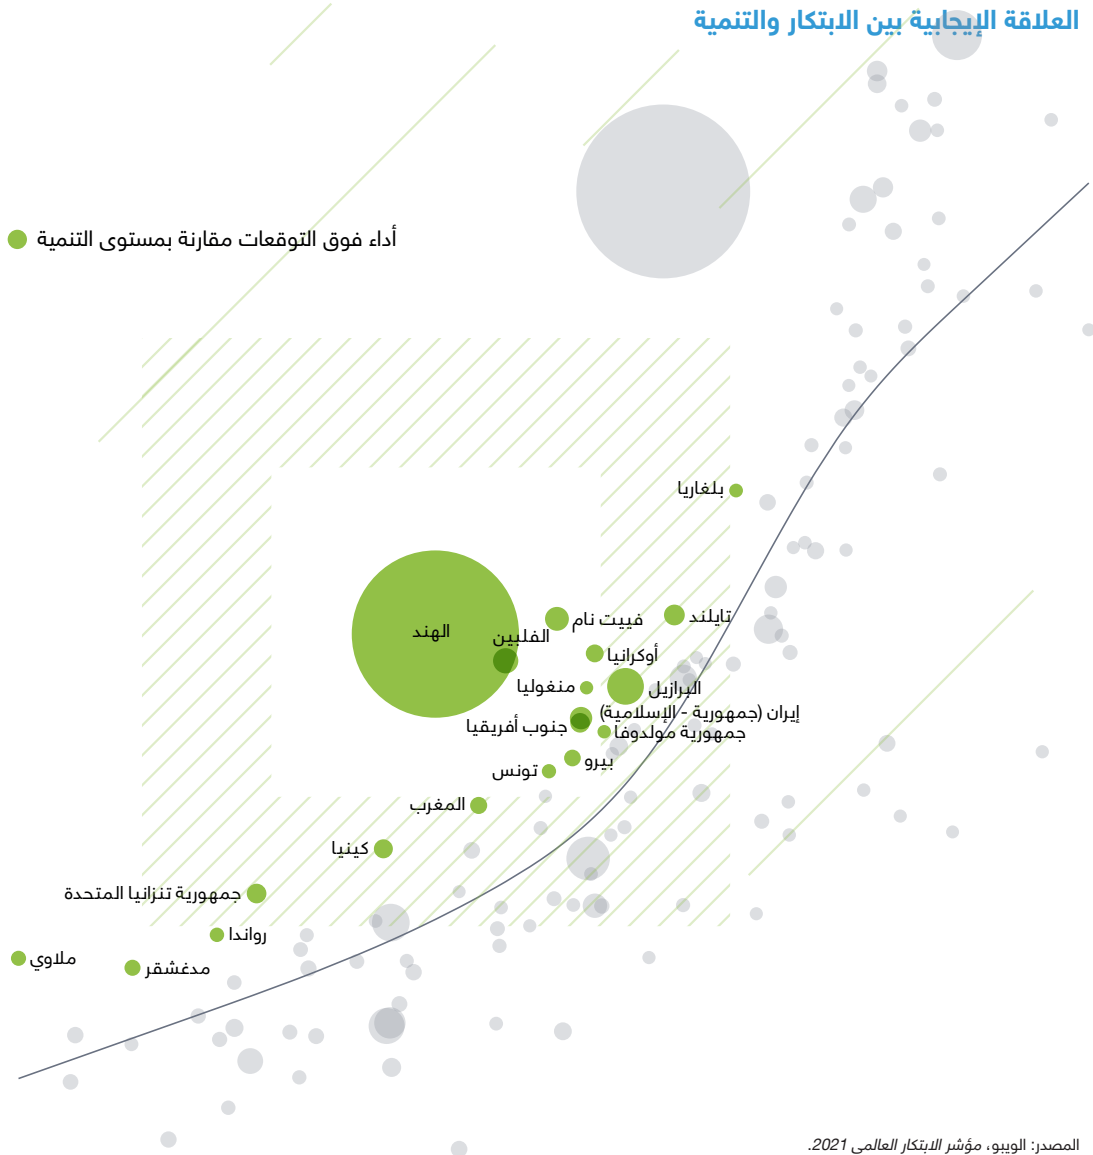 العلاقة الإيجابية بين الابتكار والتنمية
أداء فوق التوقعات مقارنة بمستوى التنمية
بلغاريا
تايلند
فييت نام
الهند
الفلبين
أوكرانيا
منغوليا
البرازيل
إيران (جمهورية - الإسلامية)
جنوب أفريقيا
جمهورية مولدوفا
بيرو
تونس
المغرب
كينيا
جمهورية تنزانيا المتحدة
رواندا
ملاوي
مدغشقر
المصدر: الويبو، مؤشر الابتكار العالمي 2021.